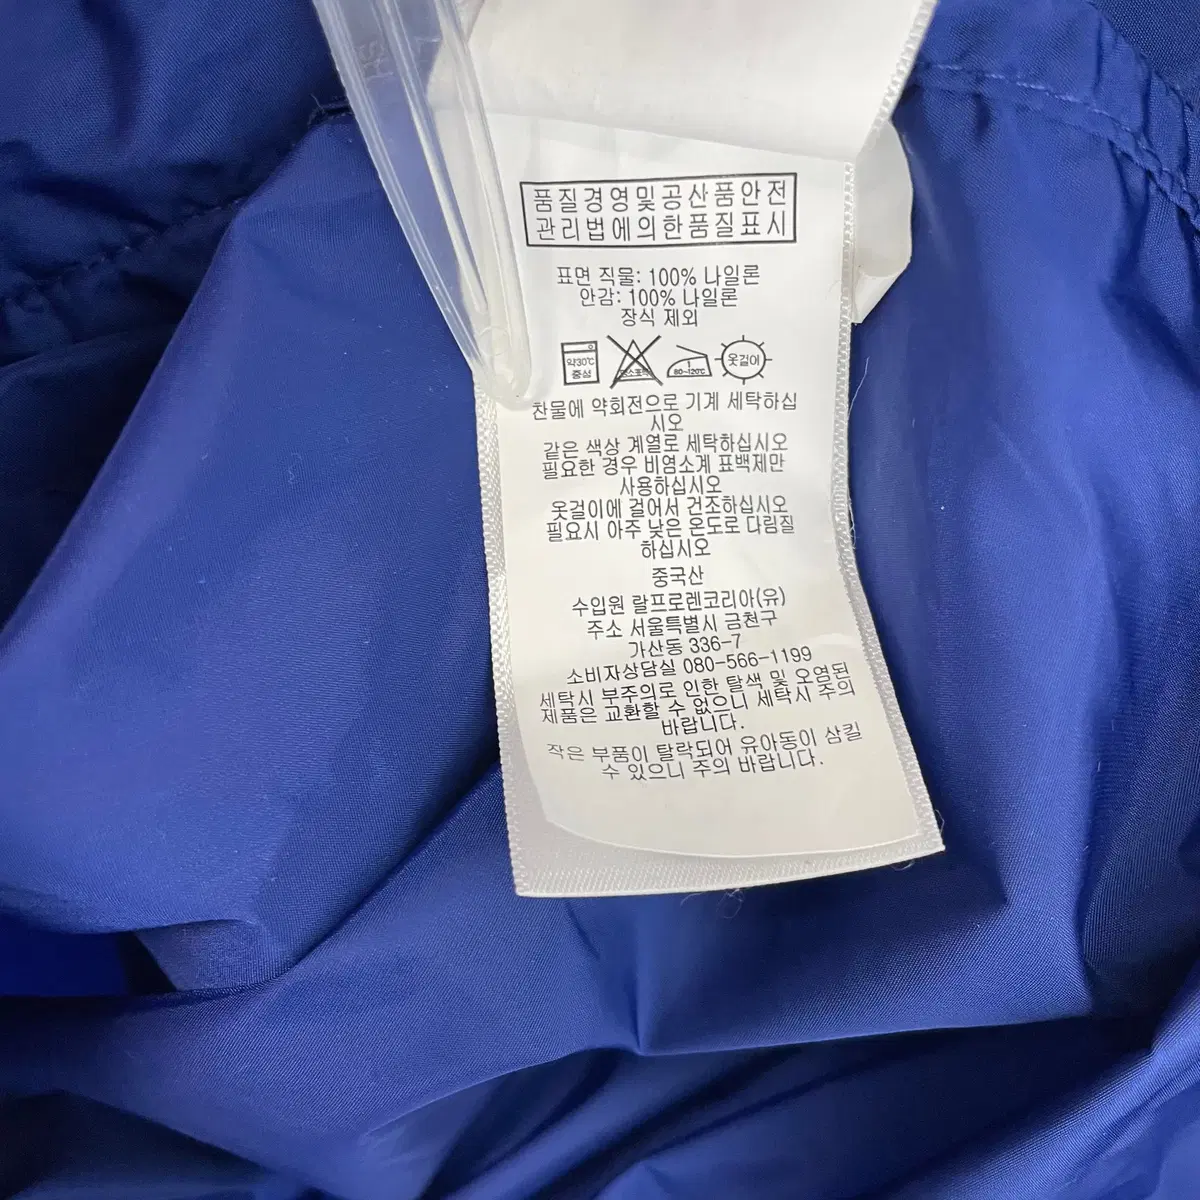 품질경영및공산품안전
관리법에의한품질표시
표면 직물: 100% 나일론
안감: 100% 나일론
장식 제외
약30℃
중성
80~120℃
옷걸이
찬물에 약회전으로 기계 세탁하십
시오
같은 색상 계열로 세탁하십시오
필요한 경우 비염소계 표백제만
사용하십시오
옷걸이에 걸어서 건조하십시오
필요시 아주 낮은 온도로 다림질
하십시오
중국산
수입원 랄프로렌코리아(유)
주소 서울특별시 금천구
가산동 336-7
소비자상담실 080-566-1199
세탁시 부주의로 인한 탈색 및 오염된
제품은 교환할 수 없으니 세탁시 주의
바랍니다.
작은 부품이 탈락되어 유아동이 삼킬
수 있으니 주의 바랍니다.